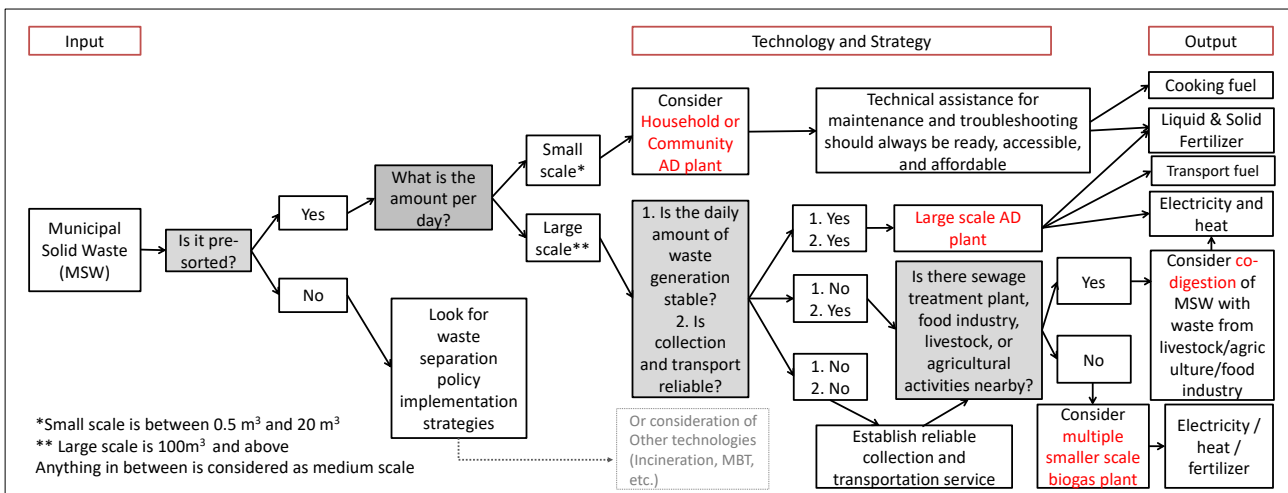 Input
Technology and Strategy
Output
Municipal
Solid Waste
(MSW)
Is it pre-
sorted?
Yes
No
What is the
amount per
day?
Look for
waste
separation
policy
implementation
strategies
Small
scale*
Large
scale**
Consider
Household or
Community
AD plant
Technical assistance for
maintenance and troubleshooting
should always be ready, accessible,
and affordable
1. Is the daily
amount of
waste
generation
stable?
2. Is
collection
and transport
reliable?
1. Yes
2. Yes
1. No
2. Yes
1. No
2. No
Large scale AD
plant
Is there sewage
treatment plant,
food industry,
livestock, or
agricultural
activities nearby?
Establish reliable
collection and
transportation service
Or consideration of
Other technologies
(Incineration, MBT,
etc.)
Yes
No
Cooking fuel
Liquid & Solid
Fertilizer
Transport fuel
Electricity and
heat
Consider co-
digestion of
MSW with
waste from
livestock/agric
ulture/food
industry
Consider
multiple
smaller scale
biogas plant
Electricity /
heat /
fertilizer
*Small scale is between 0.5 m³ and 20 m³
** Large scale is 100m³ and above
Anything in between is considered as medium scale